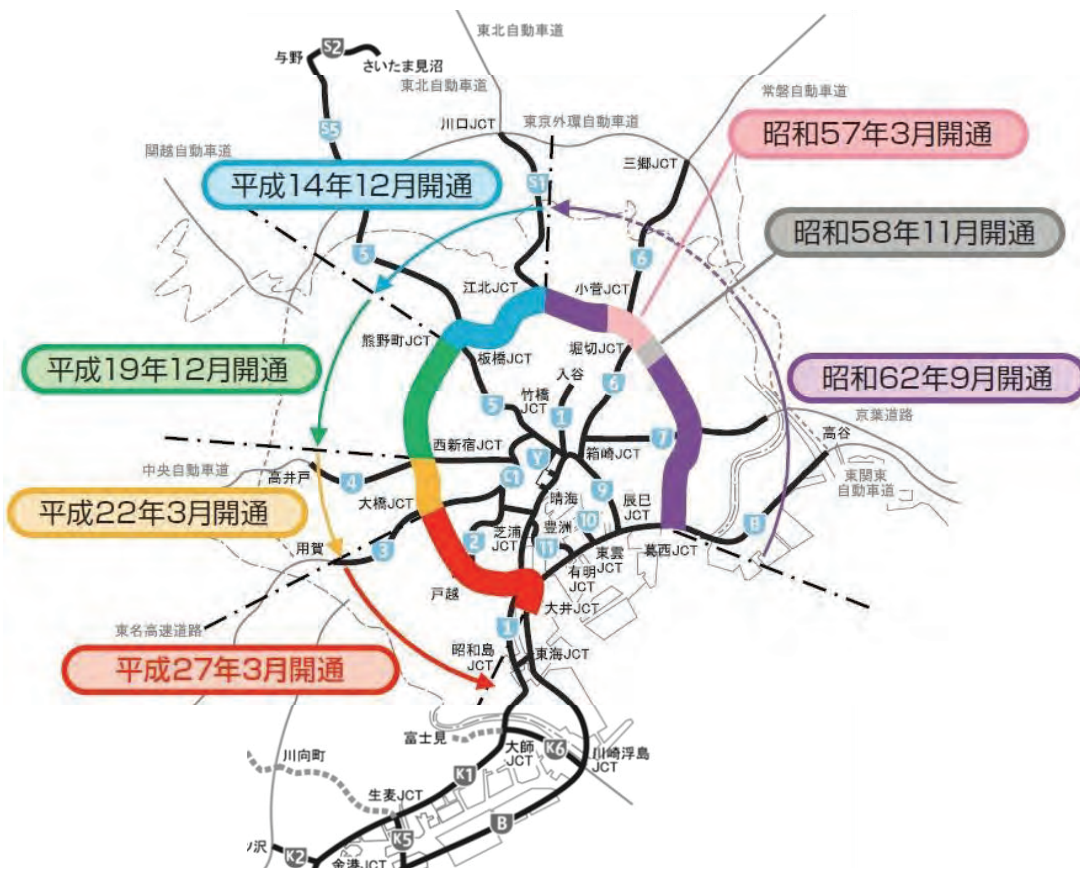 東北自動車道
与野
S2
さいたま見沼
東北自動車道
常磐自動車道
川口JCT
東京外環自動車道
S5
昭和57年3月開通
関越自動車道
三郷JCT
平成14年12月開通
S1
昭和58年11月開通
5
6
江北JCT
小菅JCT
熊野町JCT
板橋JCT
堀切JCT
平成19年12月開通
入谷
6
昭和62年9月開通
竹橋
JCT
5
1
京葉道路
西新宿JCT
7
高谷
箱崎JCT
Y
中央自動車道
高井戸
4
C1
東関東
自動車道
大橋JCT
晴海
9
辰巳
JCT
平成22年3月開通
豊洲
10
B
芝浦
JCT
用賀
3
2
11
東雲
JCT
葛西JCT
有明
JCT
戸越
大井JCT
東名高速道路
1
昭和島
JCT
東海JCT
平成27年3月開通
富士見
大師
JCT
K6
川崎浮島
JCT
川向町
K1
生麦JCT
B
K5
ノ沢
K2
金港JCT